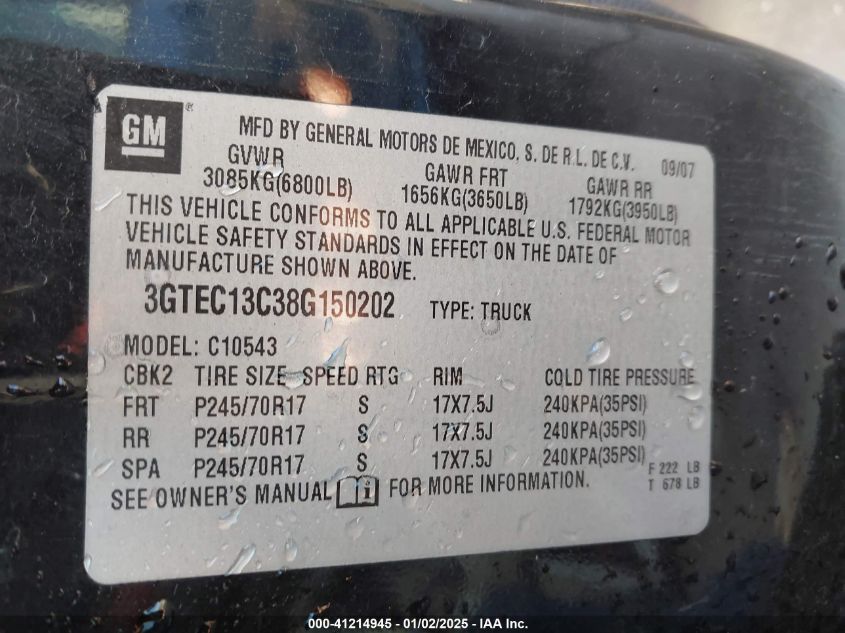 GM ® MFD BY GENERAL MOTORS DE MEXICO, S. DE R.L. DE C.V. 09/07
GVWR GAWR FRT GAWR RR
3085KG(6800LB) 1656KG(3650LB) 1792KG(3950LB)
THIS VEHICLE CONFORMS TO ALL APPLICABLE U.S. FEDERAL MOTOR
VEHICLE SAFETY STANDARDS IN EFFECT ON THE DATE OF
MANUFACTURE SHOWN ABOVE.
3GTEC13C38G150202 TYPE: TRUCK
MODEL: C10543
CBK2 TIRE SIZE SPEED RTG RIM COLD TIRE PRESSURE
FRT P245/70R17 S 17X7.5J 240KPA(35PSI)
RR P245/70R17 S 17X7.5J 240KPA(35PSI)
SPA P245/70R17 S 17X7.5J 240KPA(35PSI)
F 222 LB
SEE OWNER'S MANUAL i FOR MORE INFORMATION.
T 678 LB
000-41214945 - 01/02/2025 - IAA Inc.